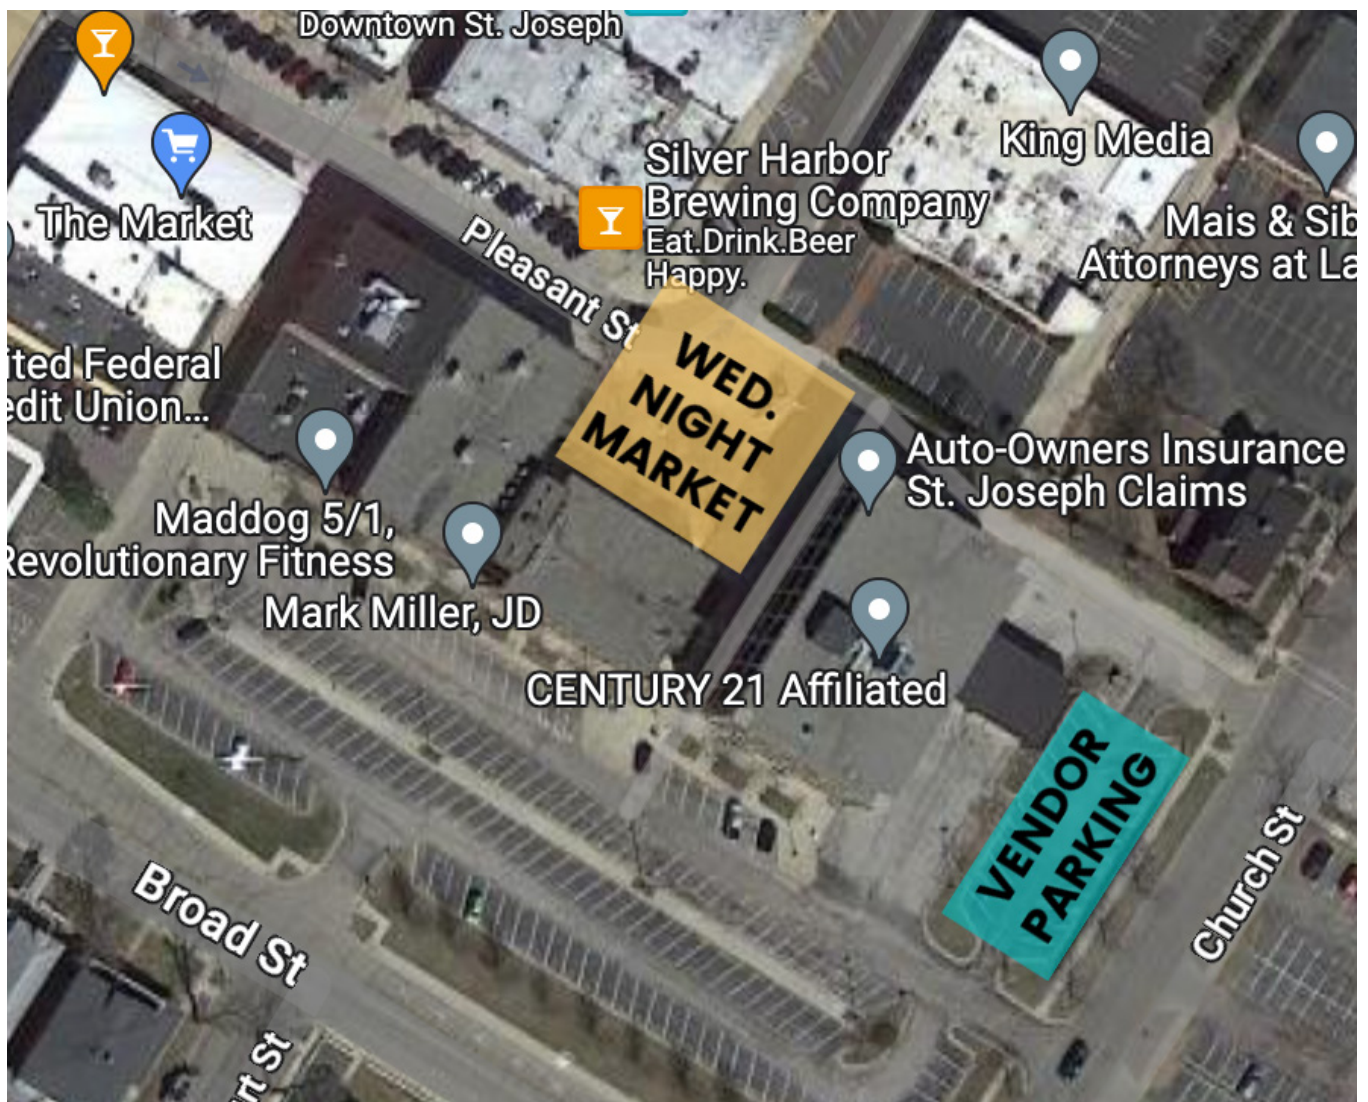 Downtown St. Joseph
King Media
Silver Harbor
Brewing Company
Eat.Drink.Beer
Happy.
The Market
Mais & Sib
Attorneys at La
Pleasant St
WED.
NIGHT
MARKET
ited Federal
edit Union...
Auto-Owners Insurance
St. Joseph Claims
Maddog 5/1,
Revolutionary Fitness
Mark Miller, JD
CENTURY 21 Affiliated
VENDOR
PARKING
Church St
Broad St
rt St